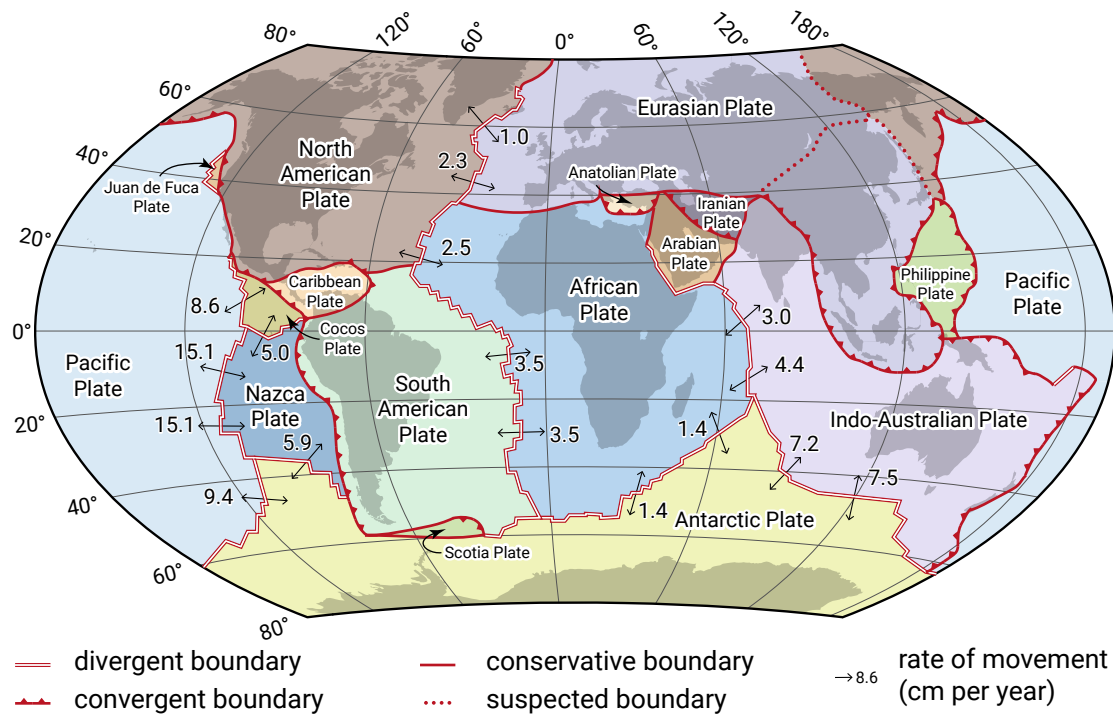 80°
120°
60°
0°
60°
120°
180°
60°
40°
20°
0°
20°
40°
60°
80°
Eurasian Plate
North
American
Plate
1.0
2.3
Juan de Fuca
Plate
Anatolian Plate
Iranian
Plate
Arabian
Plate
2.5
Caribbean
Plate
African
Plate
Philippine
Plate
Pacific
Plate
8.6
Cocos
Plate
5.0
3.0
15.1
Pacific
Plate
Nazca
Plate
South
American
Plate
3.5
4.4
Indo-Australian Plate
15.1
5.9
3.5
1.4
7.2
7.5
9.4
1.4
Antarctic Plate
Scotia Plate
divergent boundary
convergent boundary
conservative boundary
suspected boundary
8.6
rate of movement
(cm per year)